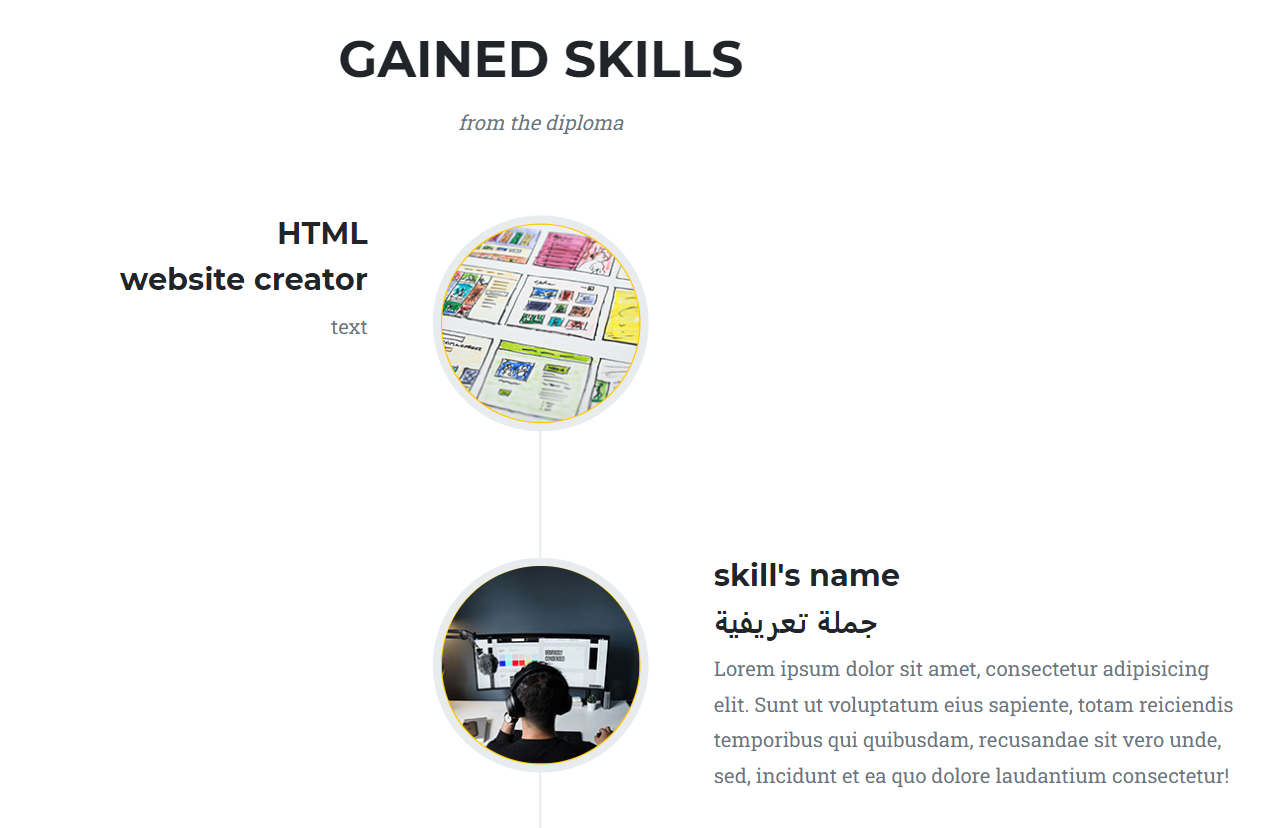 GAINED SKILLS
from the diploma
HTML
website creator
text
skill's name
جملة تعريفية
Lorem ipsum dolor sit amet, consectetur adipisicing
elit. Sunt ut voluptatum eius sapiente, totam reiciendis
temporibus qui quibusdam, recusandae sit vero unde,
sed, incidunt et ea quo dolore laudantium consectetur!